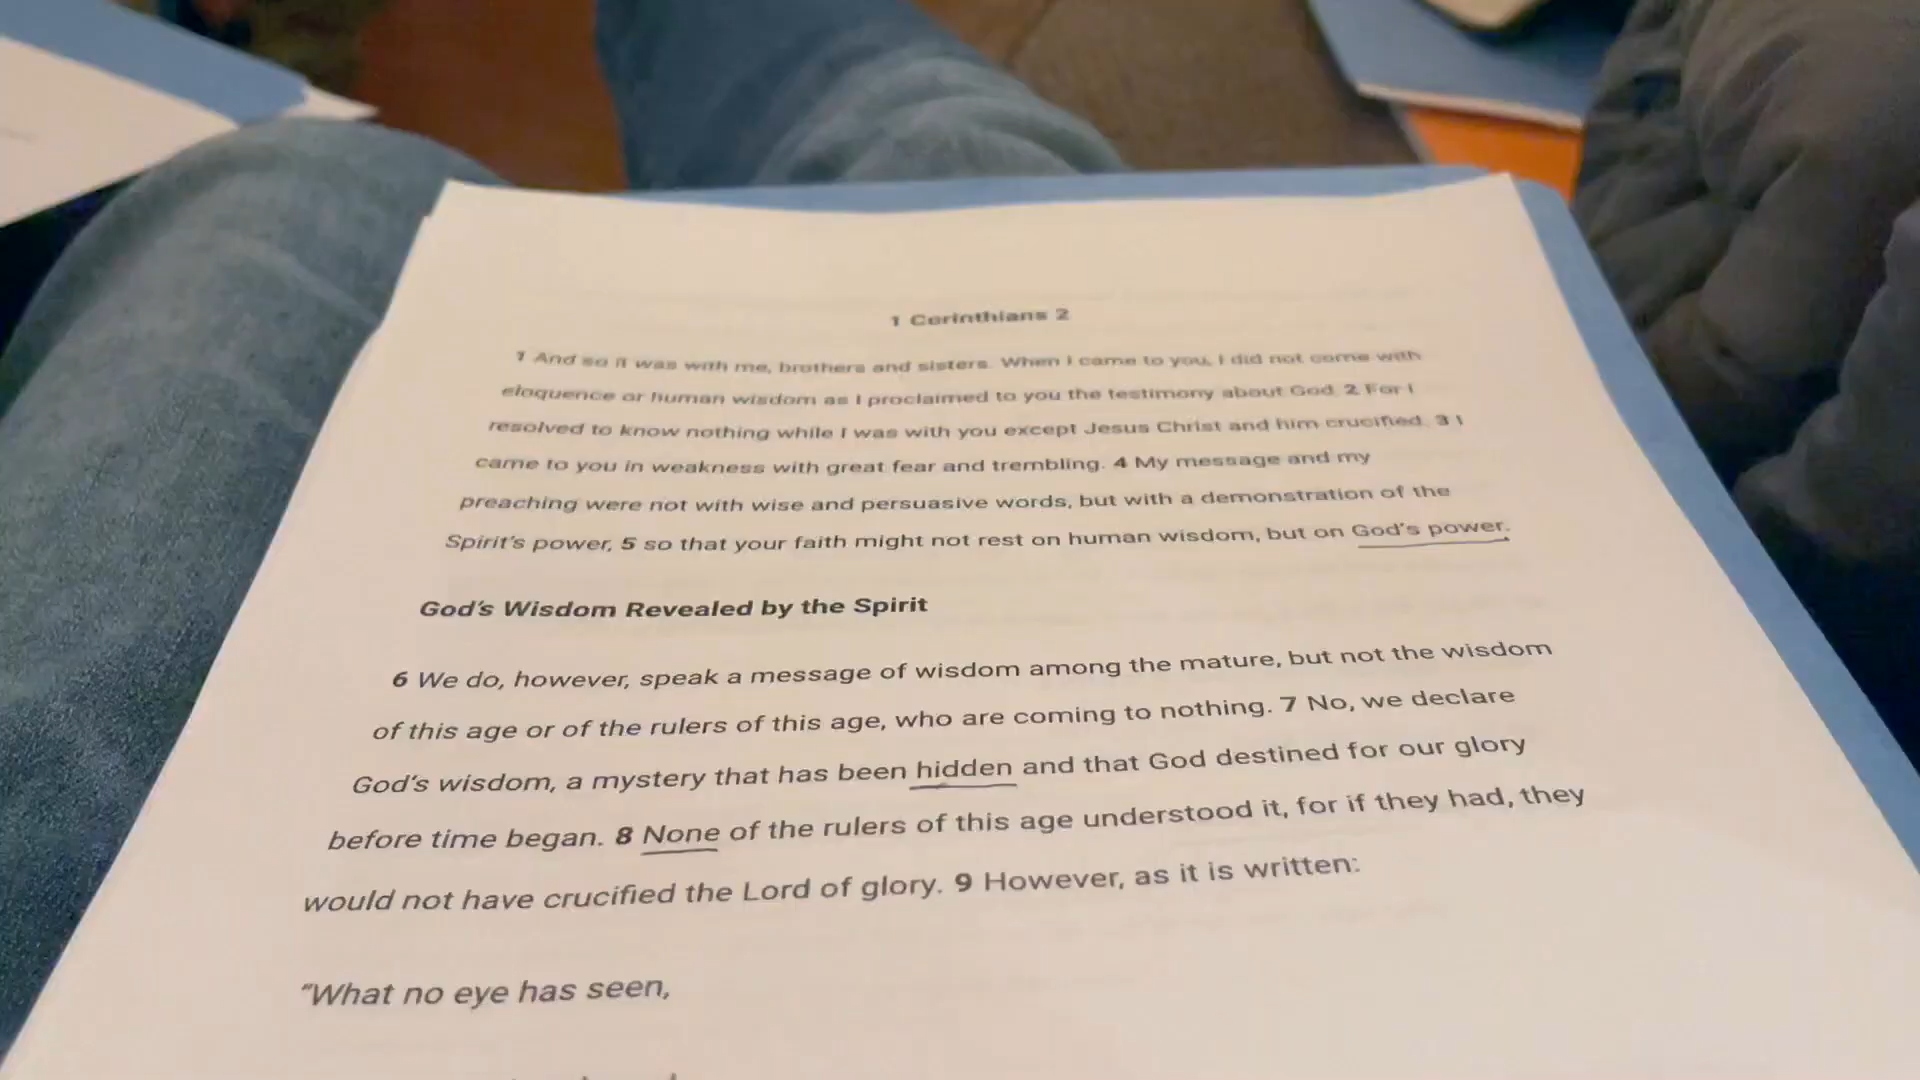 1 Corinthians 2
1 And so it was with me, brothers and sisters. When I came to you, I did not come with
eloquence or human wisdom as I proclaimed to you the testimony about God. 2 For I
resolved to know nothing while I was with you except Jesus Christ and him crucified. 3 I
came to you in weakness with great fear and trembling. 4 My message and my
preaching were not with wise and persuasive words, but with a demonstration of the
Spirit's power, 5 so that your faith might not rest on human wisdom, but on God's power.
God's Wisdom Revealed by the Spirit
6 We do, however, speak a message of wisdom among the mature, but not the wisdom
of this age or of the rulers of this age, who are coming to nothing. 7 No, we declare
God's wisdom, a mystery that has been hidden and that God destined for our glory
before time began. 8 None of the rulers of this age understood it, for if they had, they
would not have crucified the Lord of glory. 9 However, as it is written:
“What no eye has seen,